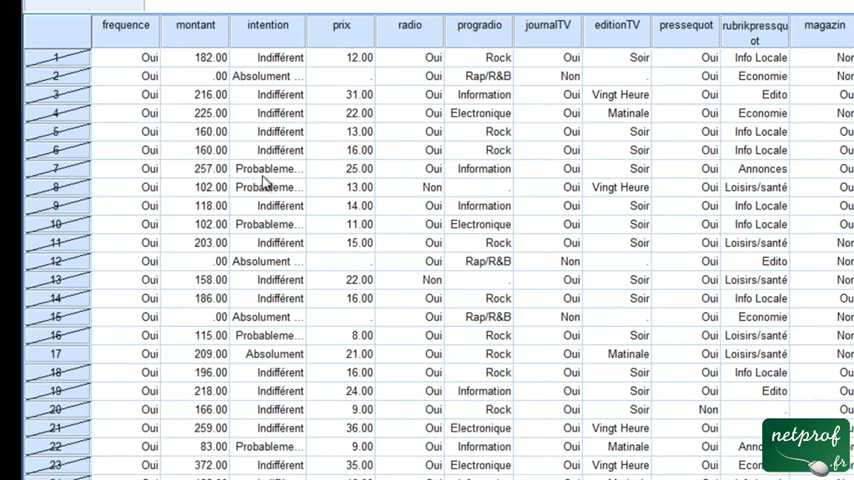 frequence montant intention prix radio progradio journalTV editionTV pressequot rubrikpressqu magazin
ot
1 Oui 182.00 Indifférent 12.00 Oui Rock Oui Soir Oui Info Locale
2 Oui .00 Absolument ... . Oui Rap/R&B Non . Oui Economie
3 Oui 216.00 Indifférent 31.00 Oui Information Oui Vingt Heure Oui Edito
4 Oui 225.00 Indifférent 22.00 Oui Electronique Oui Matinale Oui Economie
5 Oui 160.00 Indifférent 13.00 Oui Rock Oui Soir Oui Info Locale
6 Oui 160.00 Indifférent 16.00 Oui Rock Oui Soir Oui Info Locale
7 Oui 257.00 Probableme... 25.00 Oui Information Oui Soir Oui Annonces
8 Oui 102.00 Probableme... 13.00 Non . Oui Vingt Heure Oui Loisirs/santé
9 Oui 118.00 Indifférent 14.00 Oui Information Oui Soir Oui Info Locale
10 Oui 102.00 Probableme... 11.00 Oui Electronique Oui Soir Oui Info Locale
11 Oui 203.00 Indifférent 15.00 Oui Rock Oui Soir Oui Loisirs/santé
12 Oui .00 Absolument ... . Oui Rap/R&B Non . Oui Edito
13 Oui 158.00 Indifférent 22.00 Non . Oui Soir Oui Loisirs/santé
14 Oui 186.00 Indifférent 16.00 Oui Rock Oui Soir Oui Info Locale
15 Oui .00 Absolument ... . Oui Rap/R&B Non . Oui Economie
16 Oui 115.00 Probableme... 8.00 Oui Rock Oui Soir Oui Loisirs/santé
17 Oui 209.00 Absolument 21.00 Oui Rock Oui Matinale Oui Loisirs/santé
18 Oui 196.00 Indifférent 16.00 Oui Rock Oui Soir Oui Info Locale
19 Oui 218.00 Indifférent 24.00 Oui Information Oui Soir Oui Edito
20 Oui 166.00 Indifférent 9.00 Oui Rock Oui Soir Non .
21 Oui 259.00 Indifférent 36.00 Oui Electronique Oui Vingt Heure Oui
22 Oui 83.00 Probableme... 9.00 Oui Information Oui Matinale Oui
23 Oui 372.00 Indifférent 35.00 Oui Electronique Oui Vingt Heure Oui
netprof
.fr